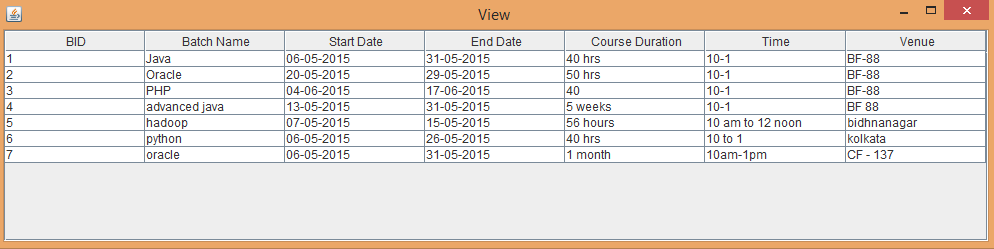 View
BID Batch Name Start Date End Date Course Duration Time Venue
1 Java 06-05-2015 31-05-2015 40 hrs 10-1 BF-88
2 Oracle 20-05-2015 29-05-2015 50 hrs 10-1 BF-88
3 PHP 04-06-2015 17-06-2015 40 10-1 BF-88
4 advanced java 13-05-2015 31-05-2015 5 weeks 10-1 BF 88
5 hadoop 07-05-2015 15-05-2015 56 hours 10 am to 12 noon bidhnanagar
6 python 06-05-2015 26-05-2015 40 hrs 10 to 1 kolkata
7 oracle 06-05-2015 31-05-2015 1 month 10am-1pm CF - 137